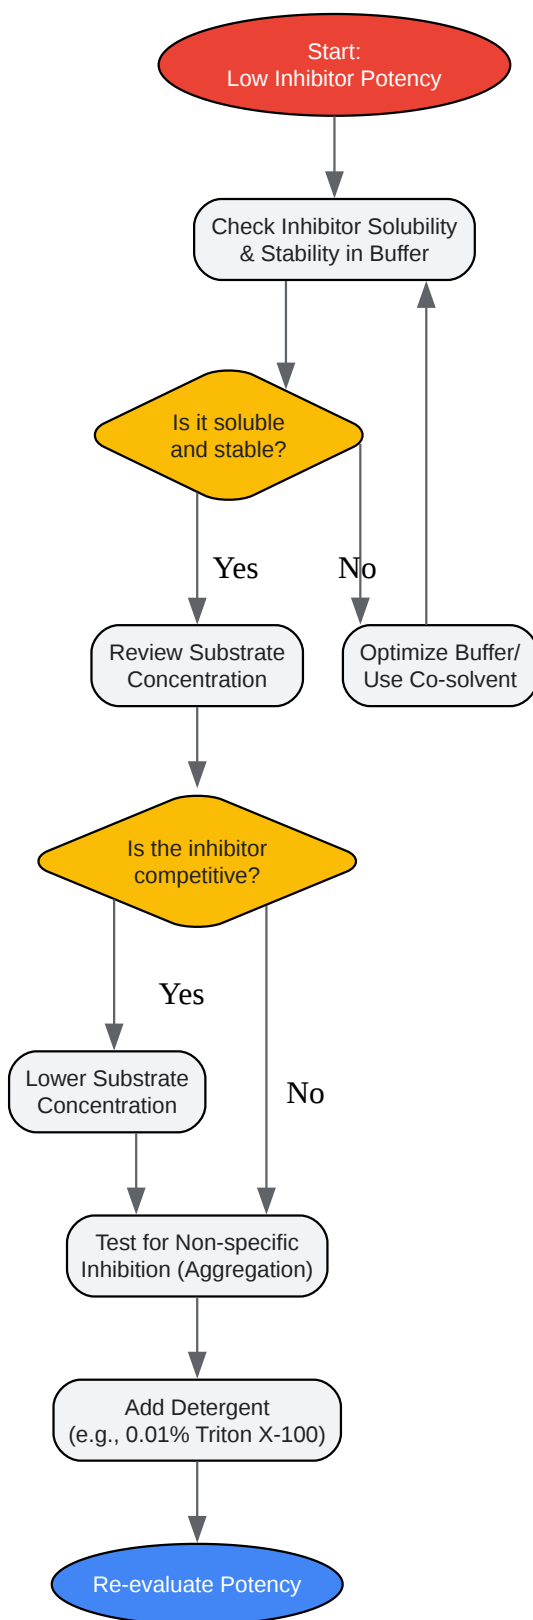 Start:
Low Inhibitor Potency
Check Inhibitor Solubility
& Stability in Buffer
Is it soluble
and stable?
Yes
No
Review Substrate
Concentration
Optimize Buffer/
Use Co-solvent
Is the inhibitor
competitive?
Yes
Lower Substrate
Concentration
No
Test for Non-specific
Inhibition (Aggregation)
Add Detergent
(e.g., 0.01% Triton X-100)
Re-evaluate Potency